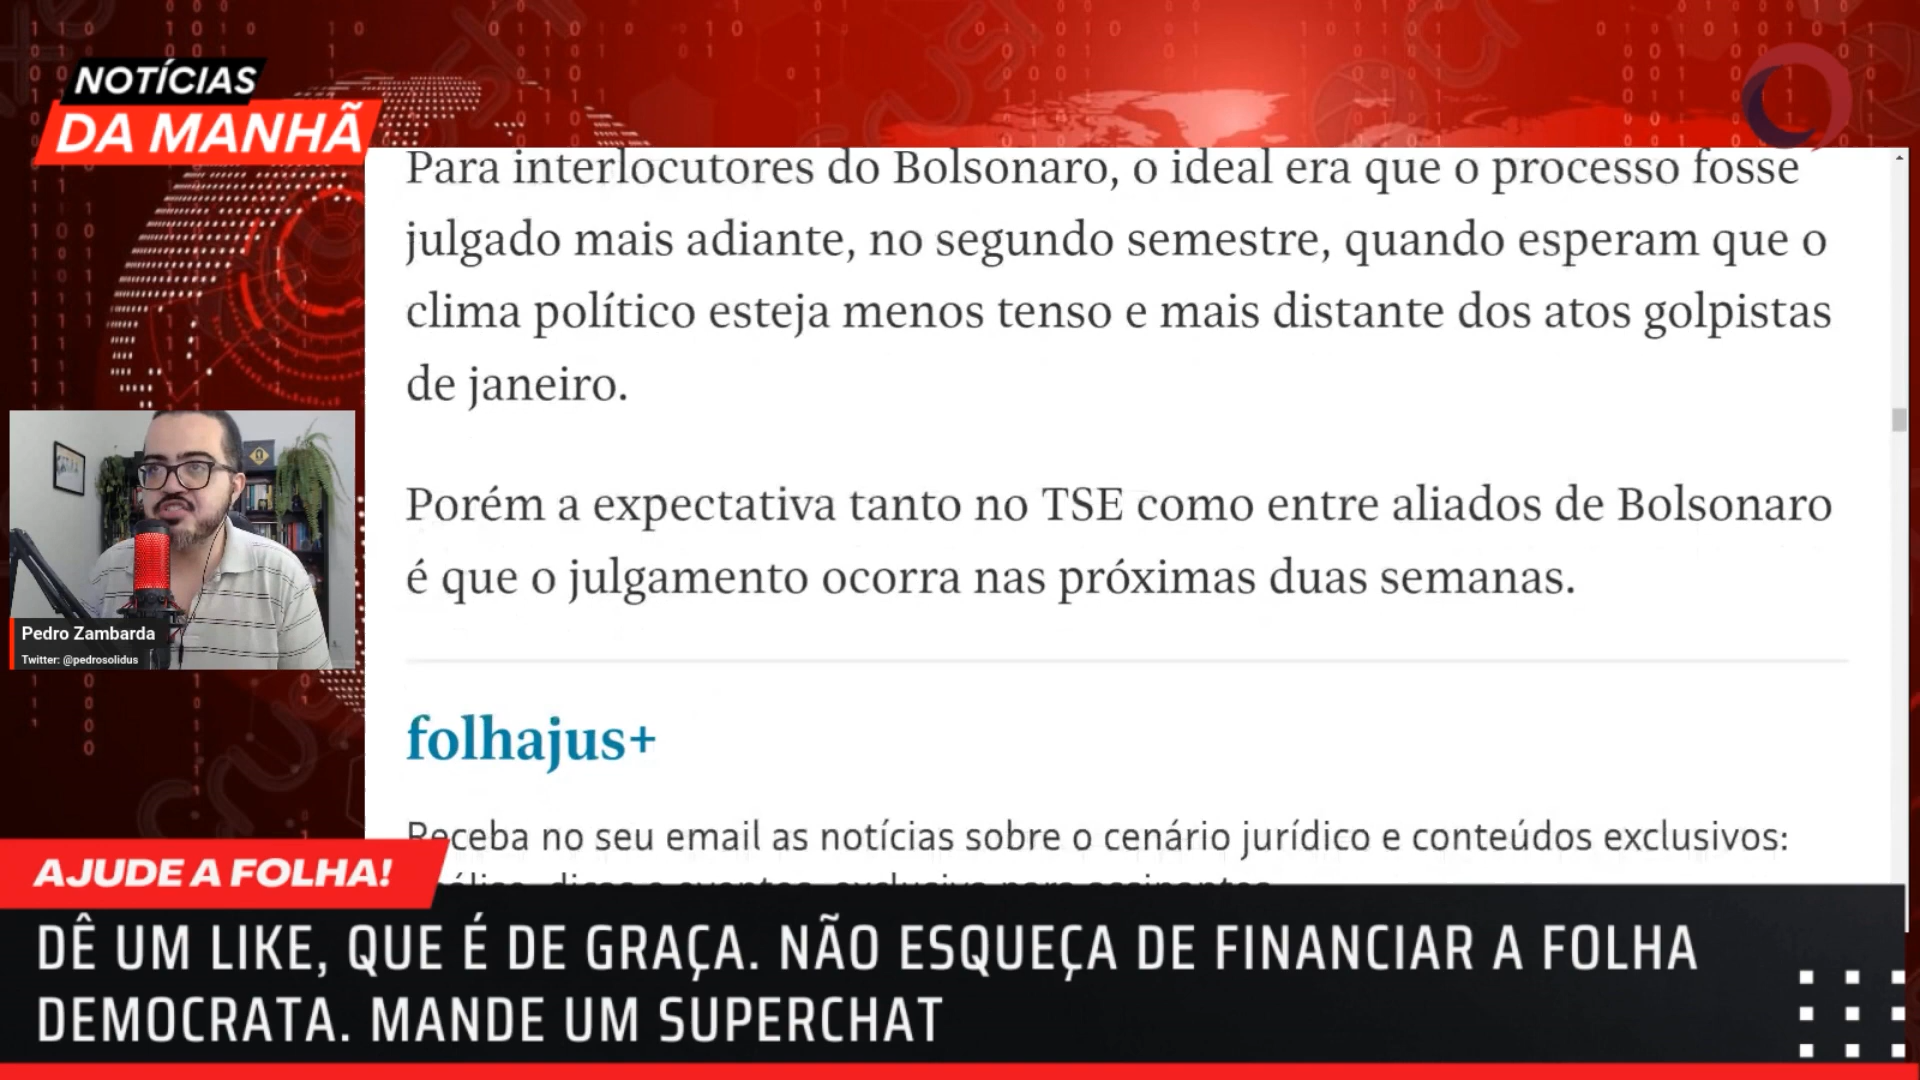 NOTÍCIAS
DA MANHÃ
Para interlocutores do Bolsonaro, o ideal era que o processo fosse
julgado mais adiante, no segundo semestre, quando esperam que o
clima político esteja menos tenso e mais distante dos atos golpistas
de janeiro.
Porém a expectativa tanto no TSE como entre aliados de Bolsonaro
é que o julgamento ocorra nas próximas duas semanas.
Pedro Zambarda
Twitter: @pedrosolidus
folhajus+
Receba no seu email as notícias sobre o cenário jurídico e conteúdos exclusivos:
AJUDE A FOLHA!
DÊ UM LIKE, QUE É DE GRAÇA. NÃO ESQUEÇA DE FINANCIAR A FOLHA
DEMOCRATA. MANDE UM SUPERCHAT